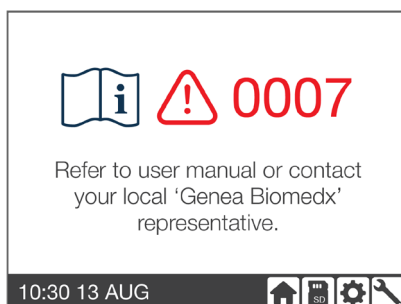 i ! 0007
Refer to user manual or contact
your local ‘Genea Biomedx’
representative.
10:30 13 AUG
SD